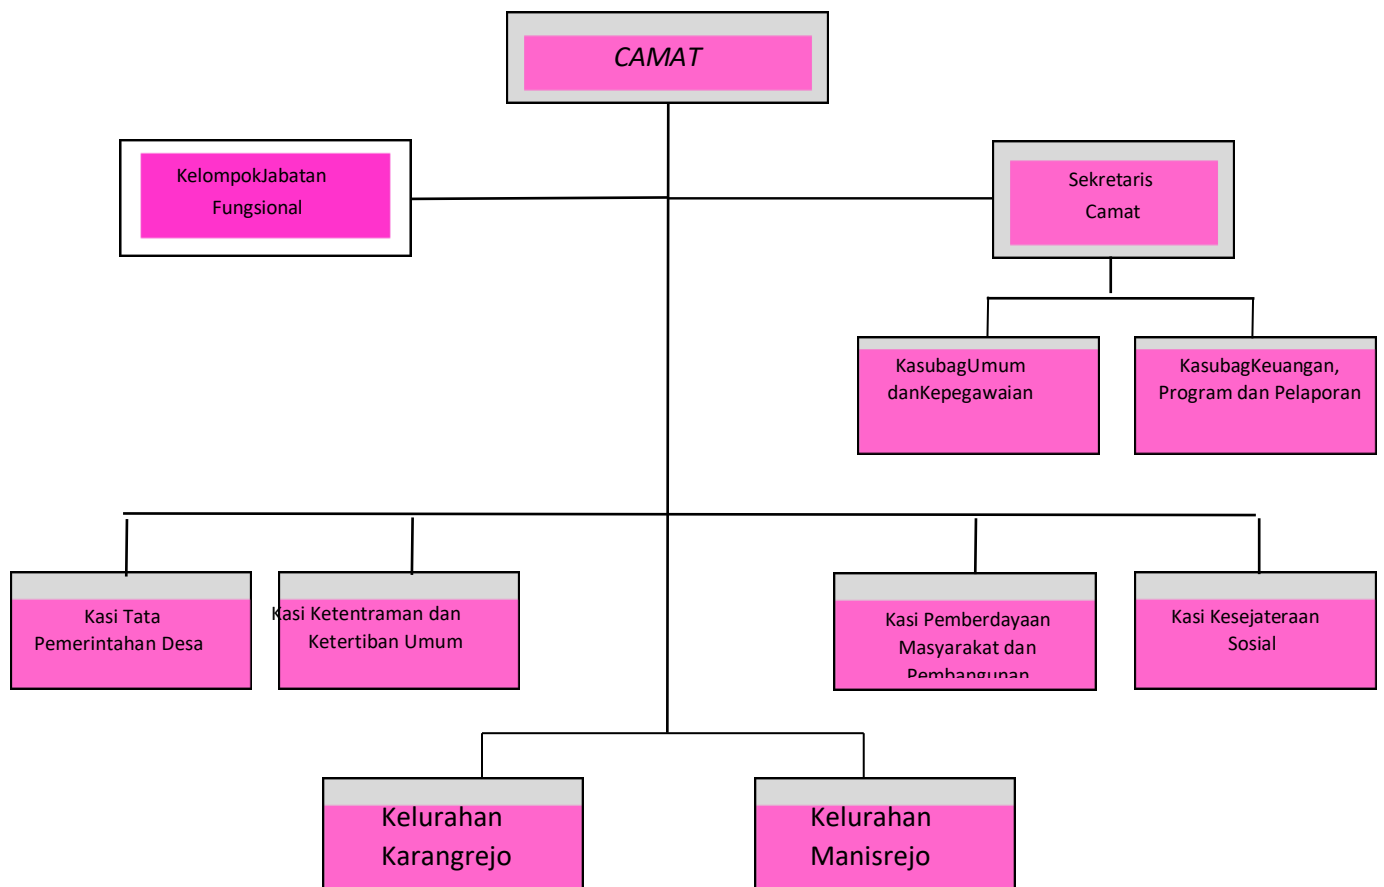 CAMAT
KelompokJabatan
Fungsional
Sekretaris
Camat
KasubagUmum
danKepegawaian
KasubagKeuangan,
Program dan Pelaporan
Kasi Tata
Pemerintahan Desa
Kasi Ketentraman dan
Ketertiban Umum
Kasi Pemberdayaan
Masyarakat dan
Pembangunan
Kasi Kesejateraan
Sosial
Kelurahan
Karangrejo
Kelurahan
Manisrejo